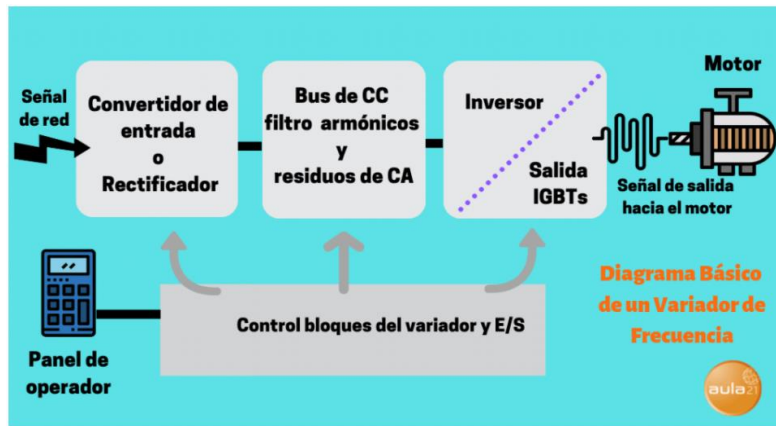 Señal
de red
Convertidor de
entrada
o
Rectificador
Bus de CC
filtro armónicos
y
residuos de CA
Inversor
Salida
IGBTs
Motor
Señal de salida
hacia el motor
Panel de
operador
Control bloques del variador y E/S
Diagrama Básico
de un Variador de
Frecuencia
aula21